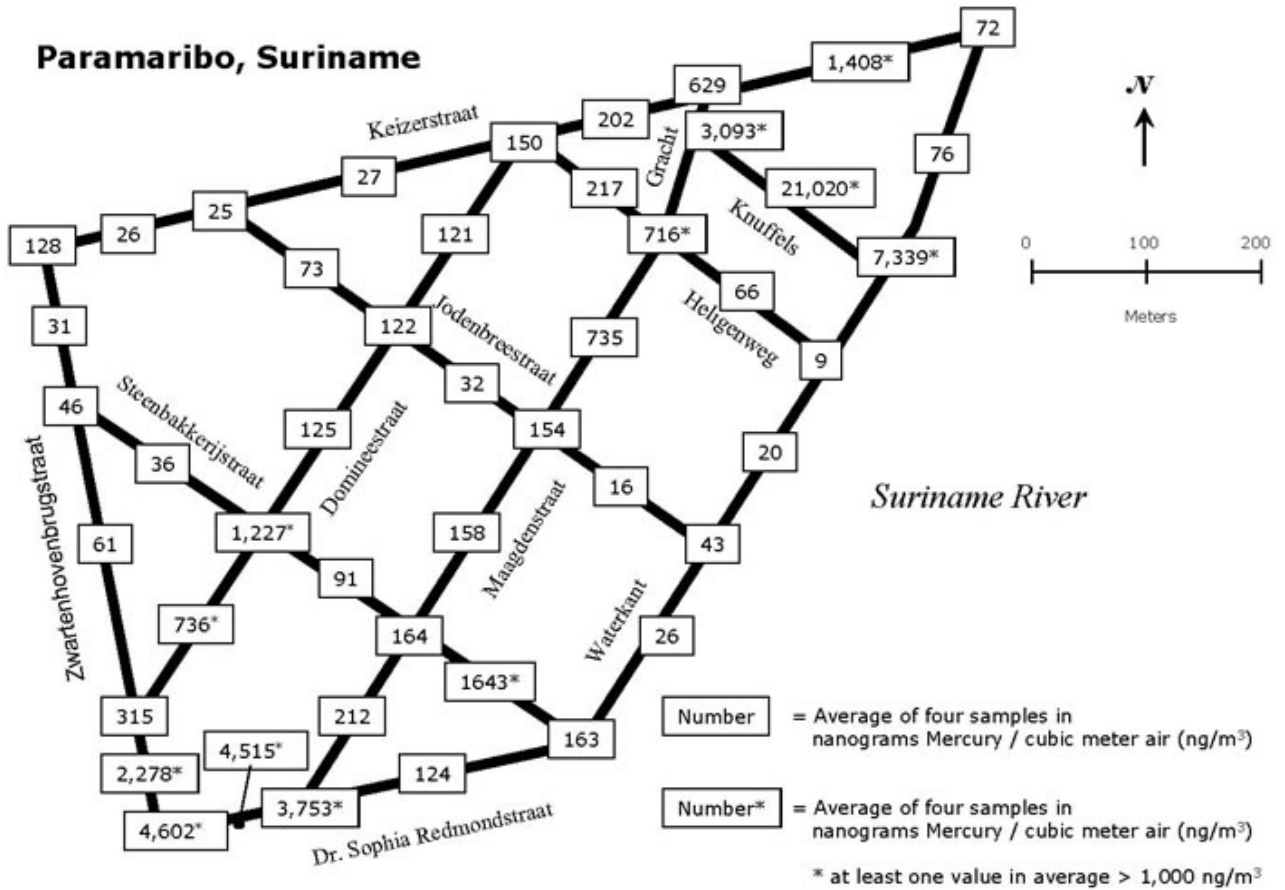 Paramaribo, Suriname
72
1,408*
629
N
Keizerstraat
202
3,093*
150
Gracht
76
27
217
21,020*
25
Knuffels
26
121
716*
128
7,339*
0
100
200
73
66
Meters
31
122
Jodenbreestraat
735
Heligenweg
9
32
46
Steenbakkerijstraat
154
125
Domineestraat
20
36
16
Suriname River
Zwartenhovenbrugstraat
1,227*
158
Maagdenstraat
43
61
91
736*
164
Waterkant
26
1643*
315
212
163
Number
= Average of four samples in
nanograms Mercury / cubic meter air (ng/m³)
4,515*
2,278*
124
3,753*
4,602*
Dr. Sophia Redmondstraat
Number*
= Average of four samples in
nanograms Mercury / cubic meter air (ng/m³)
* at least one value in average > 1,000 ng/m³